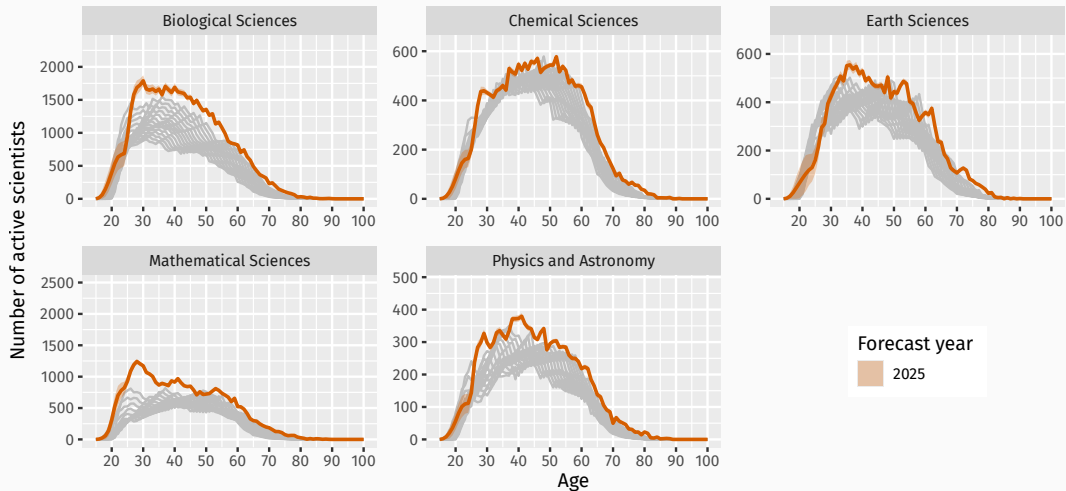 Biological Sciences
Chemical Sciences
Earth Sciences
2000
1500
1000
500
0
600
400
200
0
600
400
200
0
20 30 40 50 60 70 80 90 100
20 30 40 50 60 70 80 90 100
20 30 40 50 60 70 80 90 100
Number of active scientists
Mathematical Sciences
Physics and Astronomy
2500
2000
1500
1000
500
0
500
400
300
200
100
0
20 30 40 50 60 70 80 90 100
20 30 40 50 60 70 80 90 100
Age
Forecast year
2025